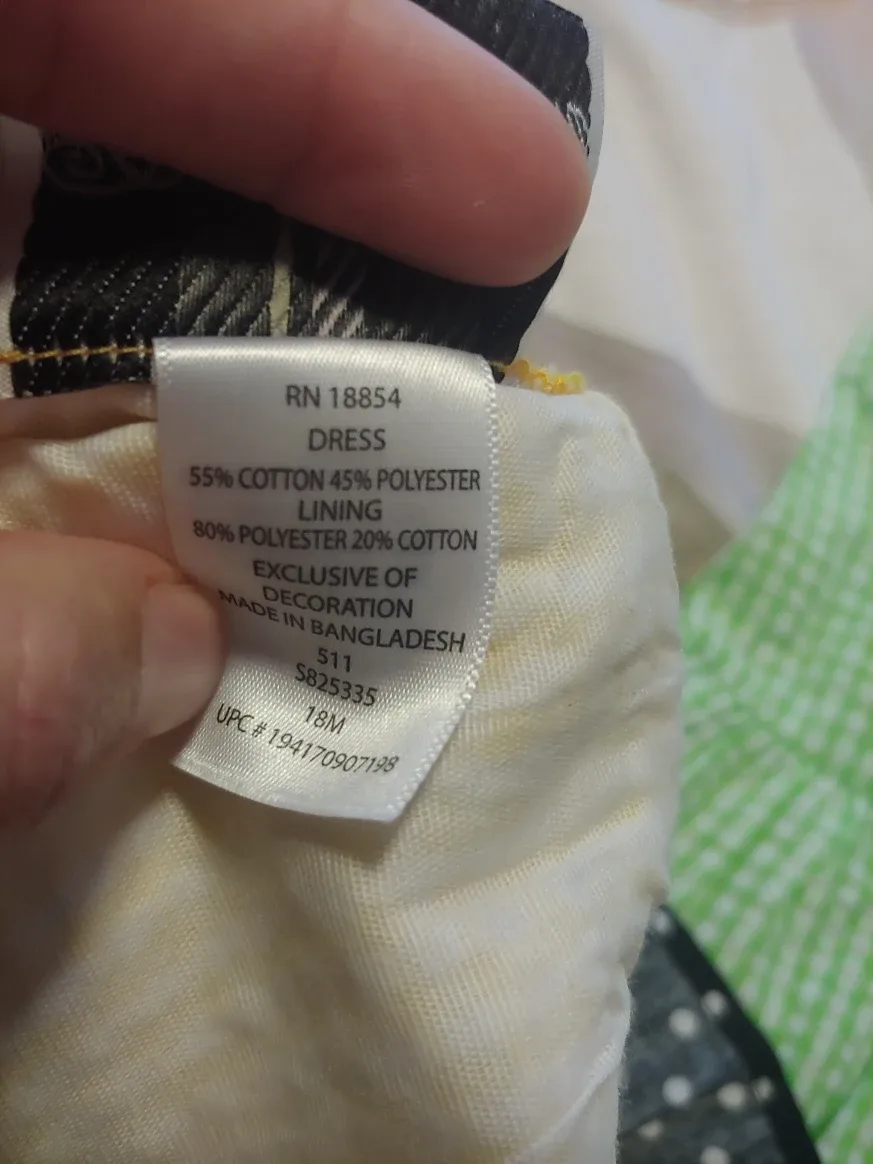 RN 18854
DRESS
55% COTTON 45% POLYESTER
LINING
80% POLYESTER 20% COTTON
EXCLUSIVE OF
DECORATION
MADE IN BANGLADESH
511
S825335
18M
UPC # 194170907198